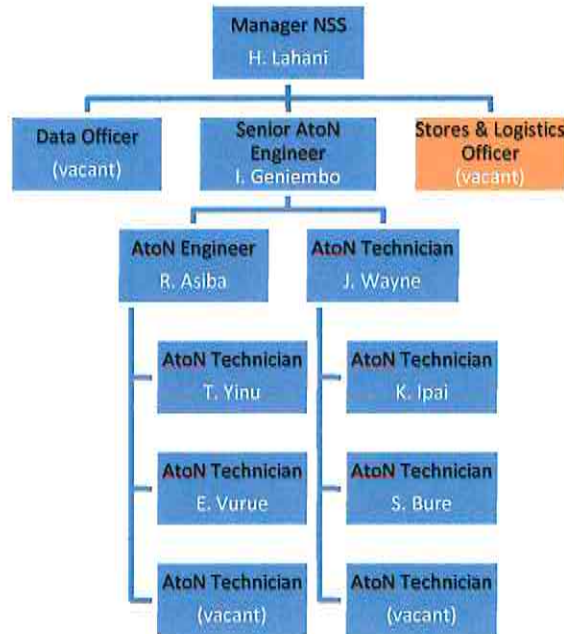 Manager NSS
H. Lahani
Data Officer
(vacant)
Senior AtoN
Engineer
I. Geniembo
Stores & Logistics
Officer
(vacant)
AtoN Engineer
R. Asiba
AtoN Technician
J. Wayne
AtoN Technician
T. Yinu
AtoN Technician
K. Ipai
AtoN Technician
E. Vurue
AtoN Technician
S. Bure
AtoN Technician
(vacant)
AtoN Technician
(vacant)